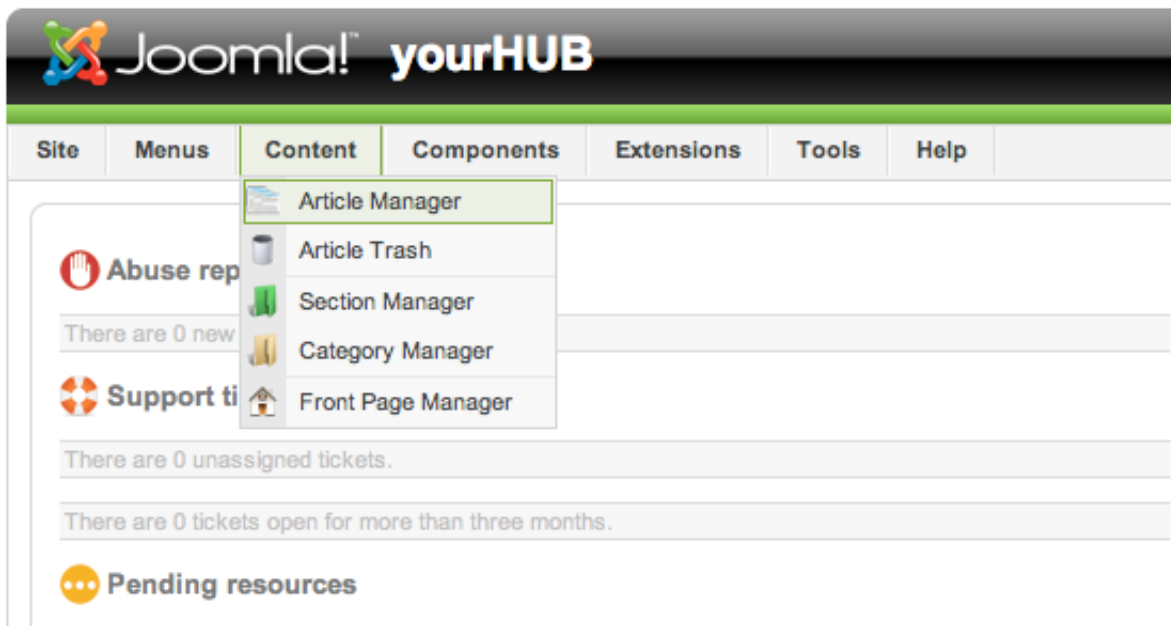 Joomla!™ yourHUB
Site Menus Content Components Extensions Tools Help
Article Manager
Article Trash
Abuse rep
Section Manager
There are 0 new
Category Manager
Support ti
Front Page Manager
There are 0 unassigned tickets.
There are 0 tickets open for more than three months.
Pending resources